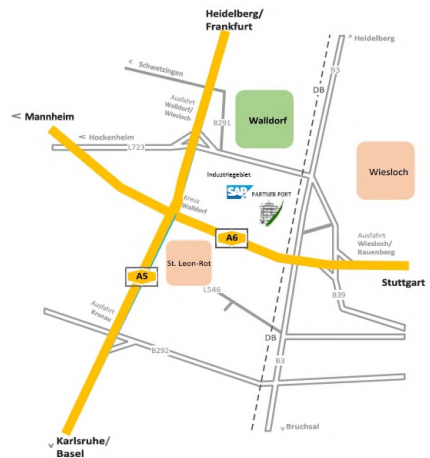 Heidelberg/
Frankfurt
Heidelberg
Schwetzingen
B3
DB
Ausfahrt
Walldorf/
Wiesloch
B291
Mannheim
Walldorf
Hockenheim
L723
Wiesloch
Industriegebiet
SAP
PARTNER PORT
Kreuz
Walldorf
A6
Ausfahrt
Wiesloch/
Rauenberg
St. Leon-Rot
A5
Stuttgart
L546
B39
Ausfahrt
Kronau
DB
B292
B3
Bruchsal
Karlsruhe/
Basel